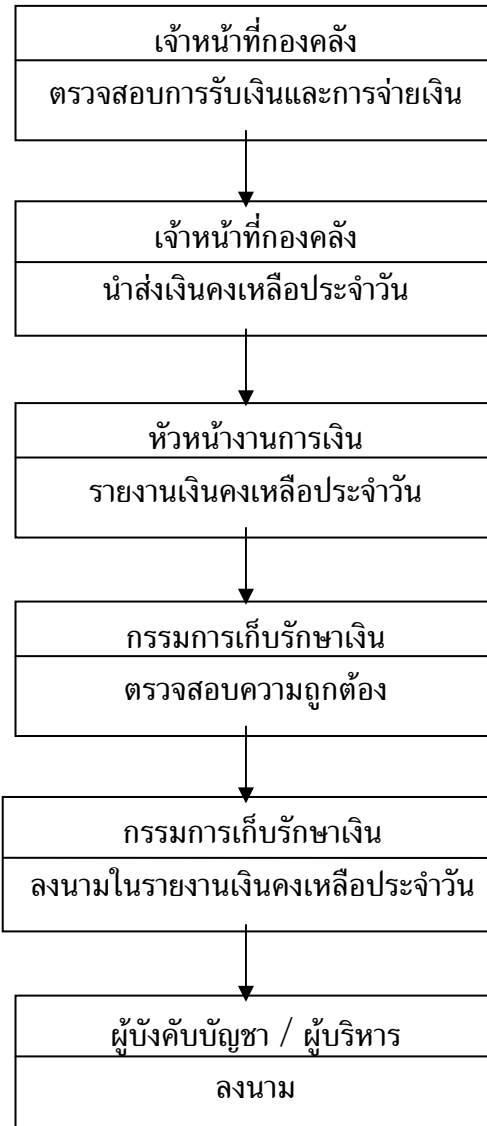 เจ้าหน้าที่กองคลัง
ตรวจสอบการรับเงินและการจ่ายเงิน
เจ้าหน้าที่กองคลัง
นำส่งเงินคงเหลือประจำวัน
หัวหน้างานการเงิน
รายงานเงินคงเหลือประจำวัน
กรรมการเก็บรักษาเงิน
ตรวจสอบความถูกต้อง
กรรมการเก็บรักษาเงิน
ลงนามในรายงานเงินคงเหลือประจำวัน
ผู้บังคับบัญชา / ผู้บริหาร
ลงนาม